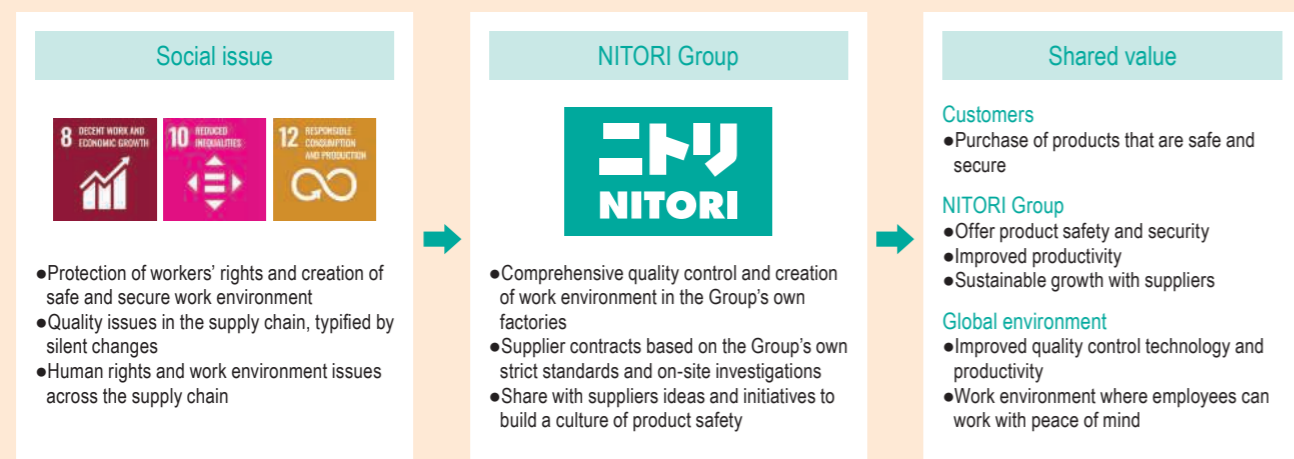 Social issue
8 DECENT WORK AND
ECONOMIC GROWTH
10 REDUCED
INEQUALITIES
12 RESPONSIBLE
CONSUMPTION
AND PRODUCTION
●Protection of workers’ rights and creation of
safe and secure work environment
●Quality issues in the supply chain, typified by
silent changes
●Human rights and work environment issues
across the supply chain
NITORI Group
ニトリ
NITORI
●Comprehensive quality control and creation
of work environment in the Group’s own
factories
●Supplier contracts based on the Group’s own
strict standards and on-site investigations
●Share with suppliers ideas and initiatives to
build a culture of product safety
Shared value
Customers
●Purchase of products that are safe and
secure
NITORI Group
●Offer product safety and security
●Improved productivity
●Sustainable growth with suppliers
Global environment
●Improved quality control technology and
productivity
●Work environment where employees can
work with peace of mind